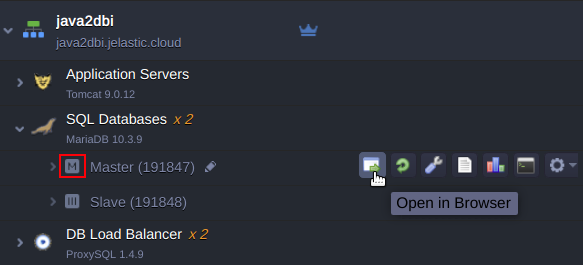 java2dbi
java2dbi.jelastic.cloud
Application Servers
Tomcat 9.0.12
SQL Databases x 2
MariaDB 10.3.9
M Master (191847)
Slave (191848)
Open in Browser
DB Load Balancer x 2
ProxySQL 1.4.9